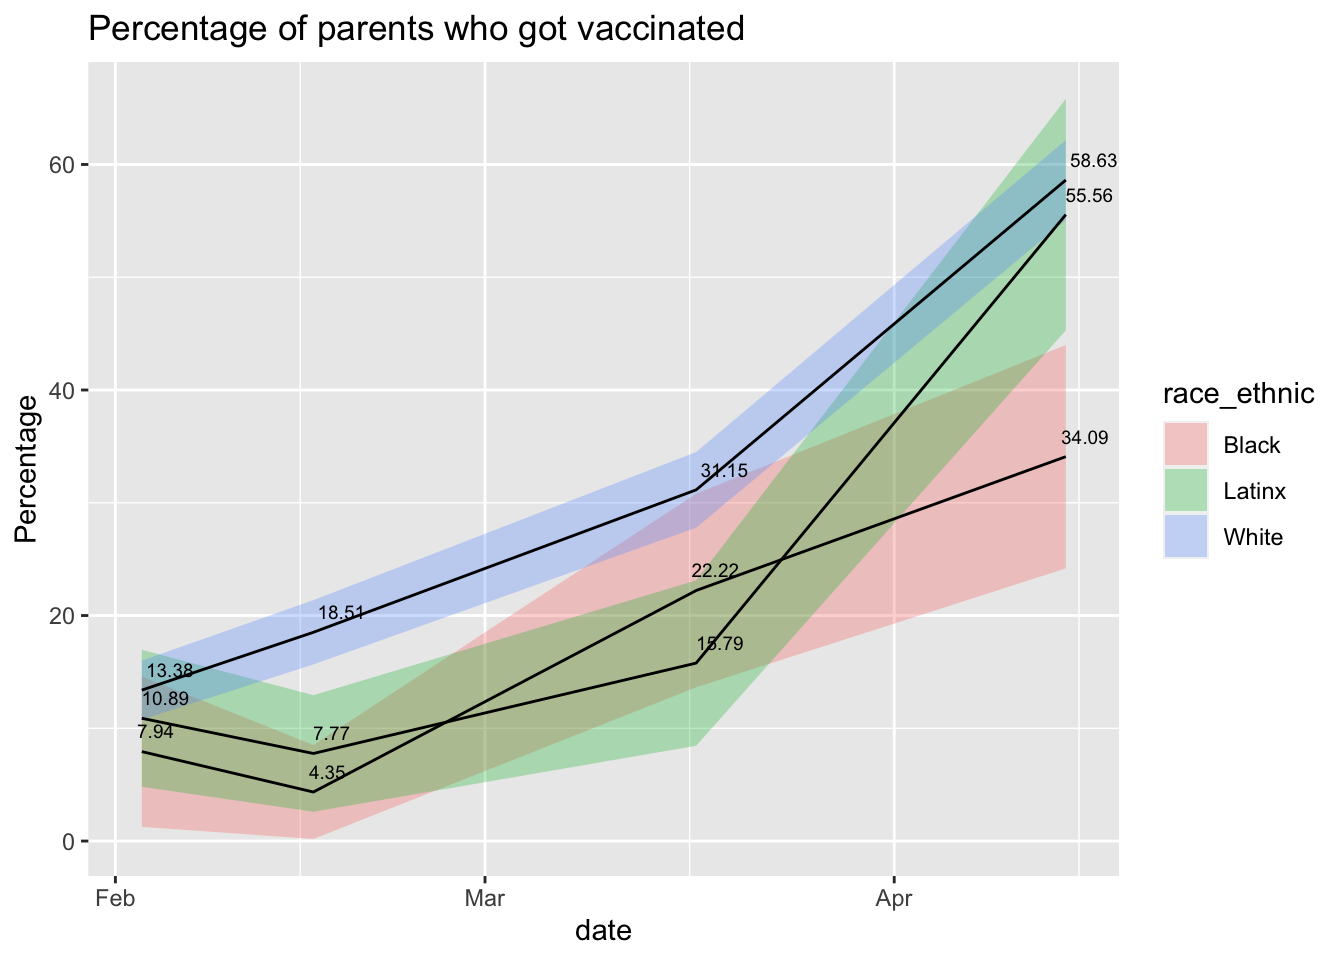 Percentage of parents who got vaccinated
60
40
20
0
Percentage
58.63
55.56
34.09
31.15
22.22
15.79
18.51
13.38
10.89
7.94
7.77
4.35
Feb
Mar
Apr
date
race_ethnic
Black
Latinx
White